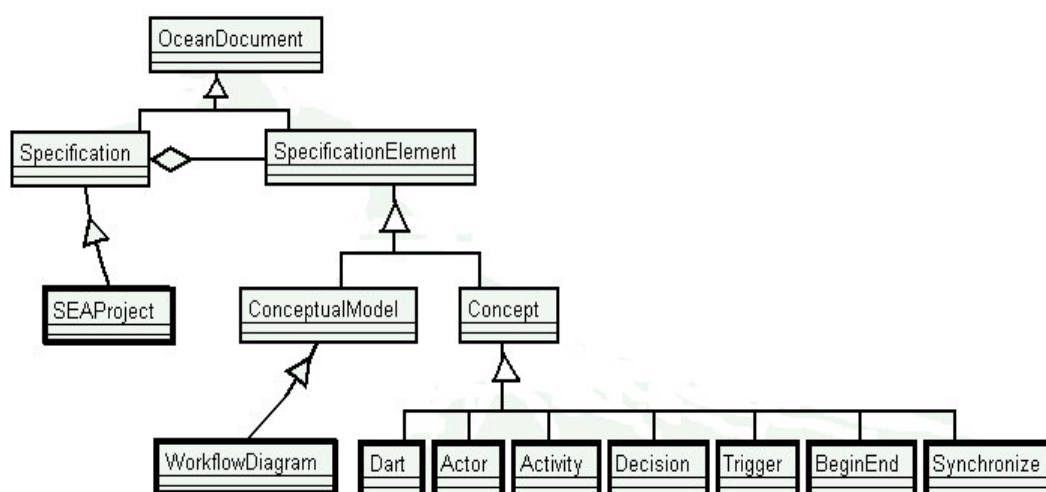 OceanDocument
Specification
SpecificationElement
SEAProject
ConceptualModel
Concept
WorkflowDiagram
Dart
Actor
Activity
Decision
Trigger
BeginEnd
Synchronize